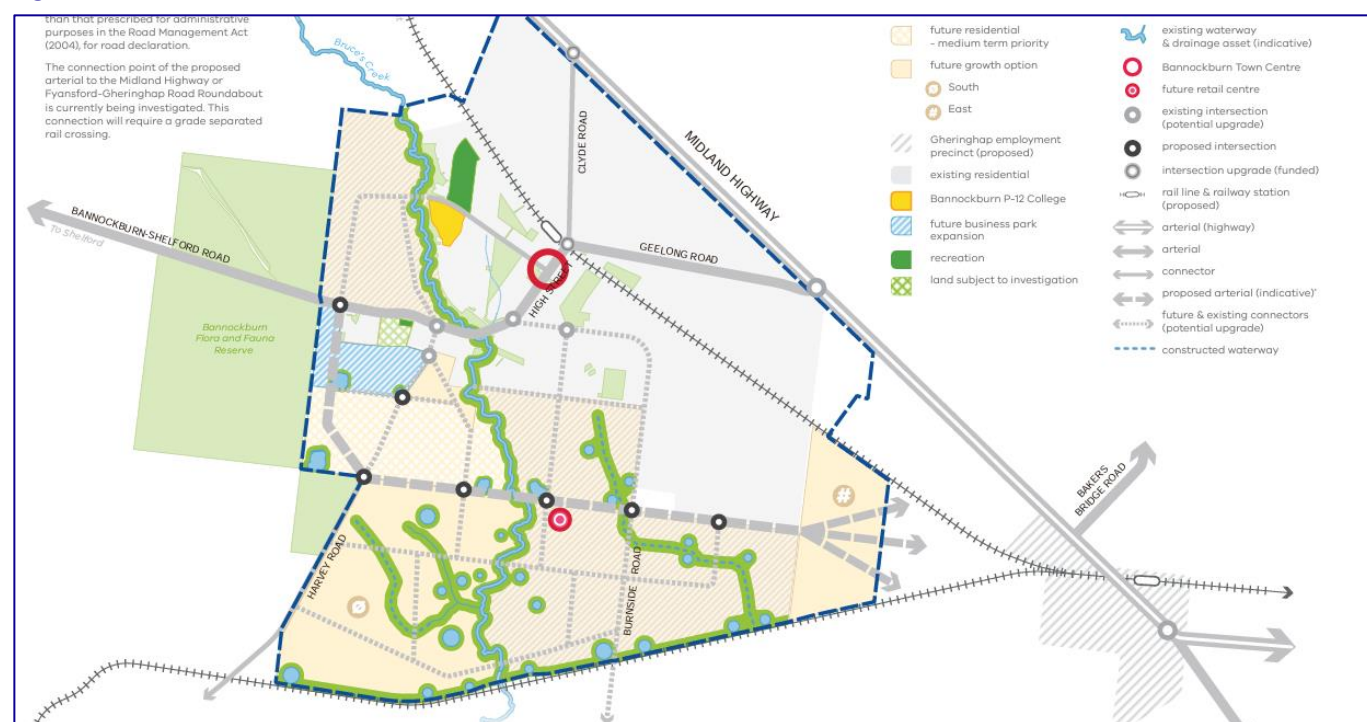 than that prescribed for administrative
purposes in the Road Management Act
(2004), for road declaration.
The connection point of the proposed
arterial to the Midland Highway or
Fyansford-Gheringhap Road Roundabout
is currently being investigated. This
connection will require a grade separated
rail crossing.
Bruce's Creek
CLYDE ROAD
MIDLAND HIGHWAY
BANNOCKBURN-SHELFORD ROAD
To Shelford
GEELONG ROAD
HIGH STREET
Bannockburn
Flora and Fauna
Reserve
BAKERS
BRIDGE ROAD
#
HARVEY ROAD
BURNSIDE ROAD
future residential
- medium term priority
future growth option
South
#
East
Gheringhap employment
precinct (proposed)
existing residential
Bannockburn P-12 College
future business park
expansion
recreation
land subject to investigation
existing waterway
& drainage asset (indicative)
Bannockburn Town Centre
future retail centre
existing intersection
(potential upgrade)
proposed intersection
intersection upgrade (funded)
rail line & railway station
(proposed)
arterial (highway)
arterial
connector
proposed arterial (indicative)*
future & existing connectors
(potential upgrade)
constructed waterway